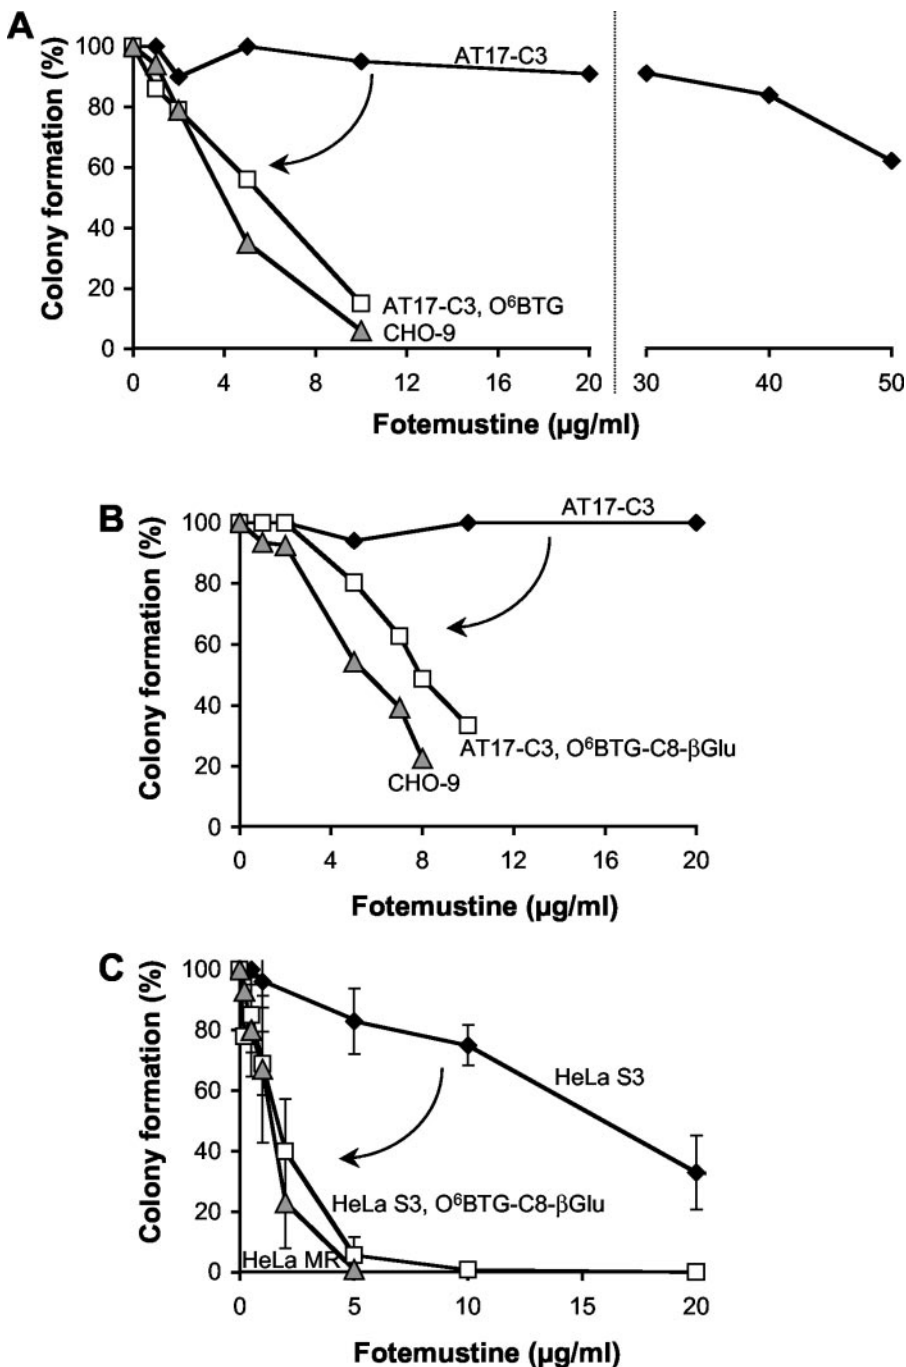 A
Colony formation (%)
100
80
60
40
20
0
AT17-C3
AT17-C3, O⁶BTG
CHO-9
0 4 8 12 16 20 30 40 50
Fotemustine (µg/ml)
B
Colony formation (%)
100
80
60
40
20
0
AT17-C3
AT17-C3, O⁶BTG-C8-βGlu
CHO-9
0 4 8 12 16 20
Fotemustine (µg/ml)
C
Colony formation (%)
100
80
60
40
20
0
HeLa S3
HeLa S3, O⁶BTG-C8-βGlu
HeLa MR
0 5 10 20
Fotemustine (µg/ml)